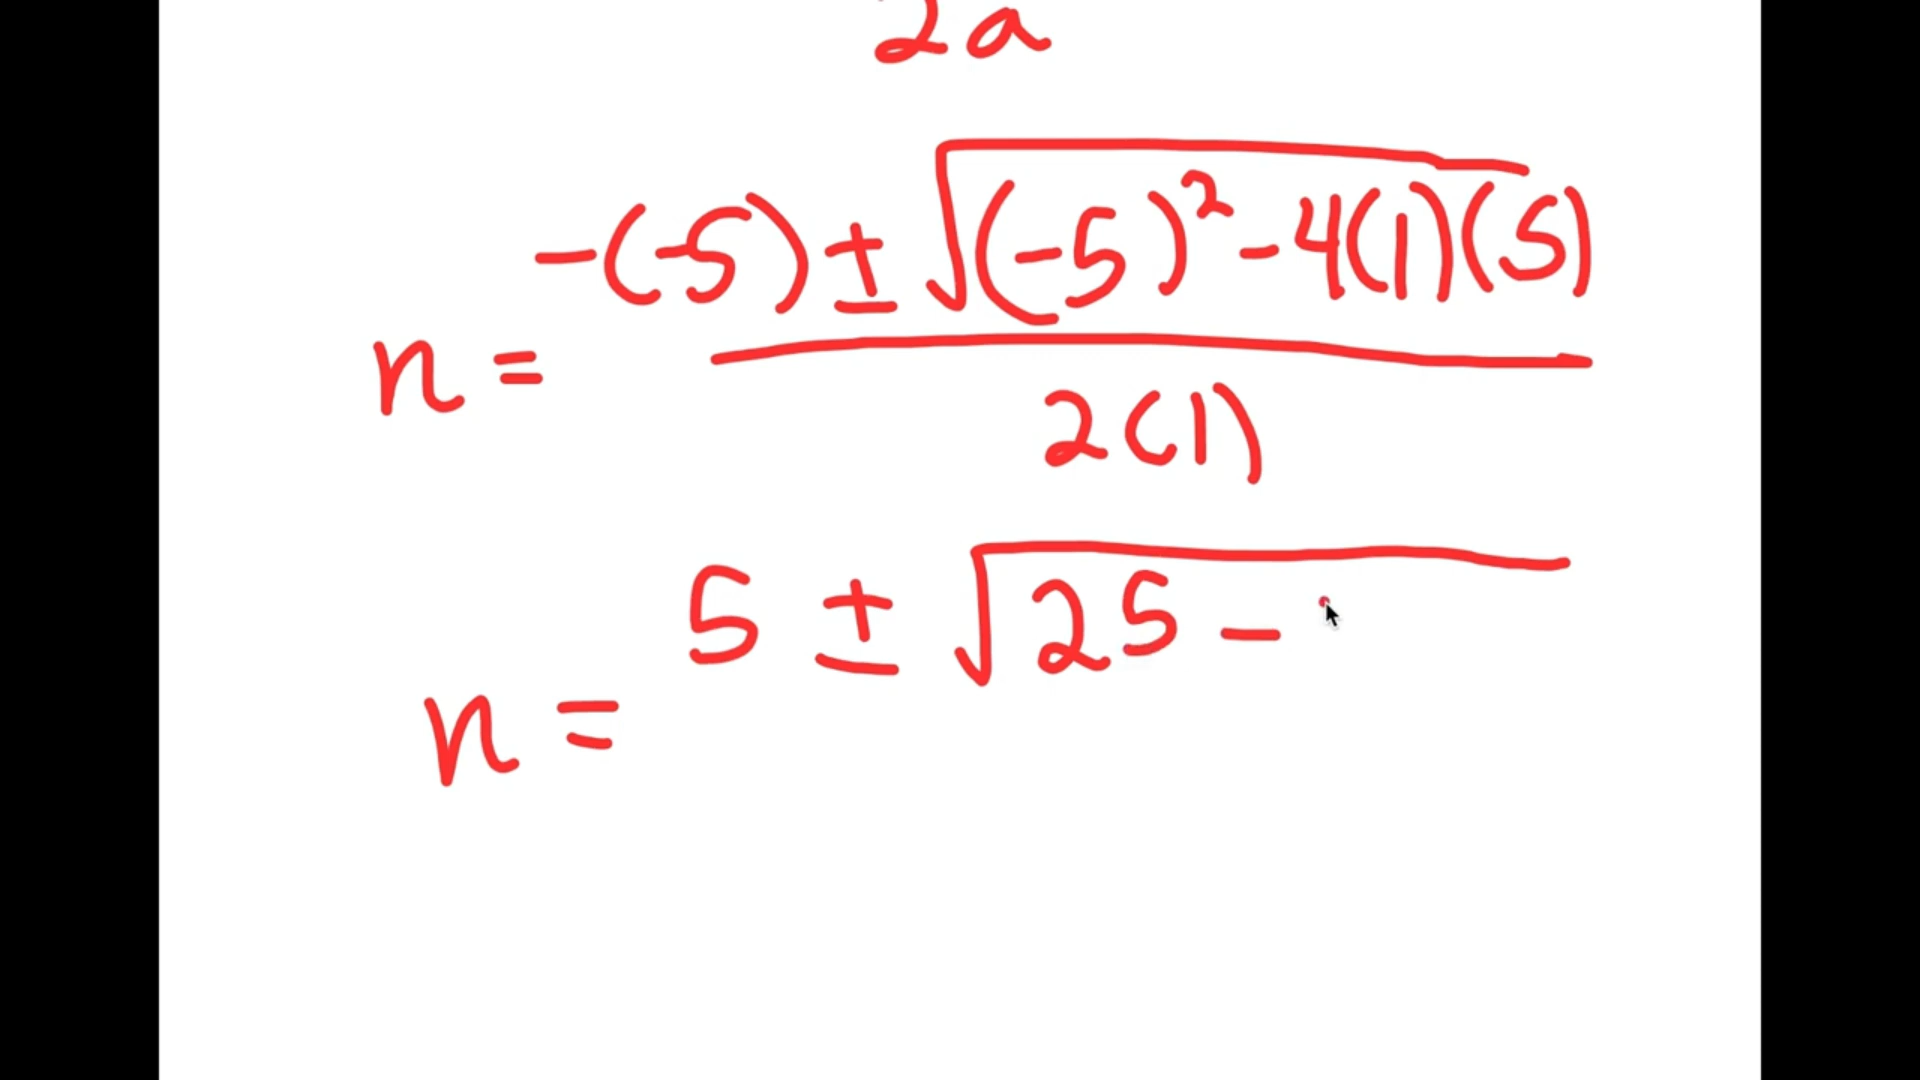 2a
-(-5) ± √(-5)² - 4(1)(5)
n =
2(1)
5 ± √25 -
n =